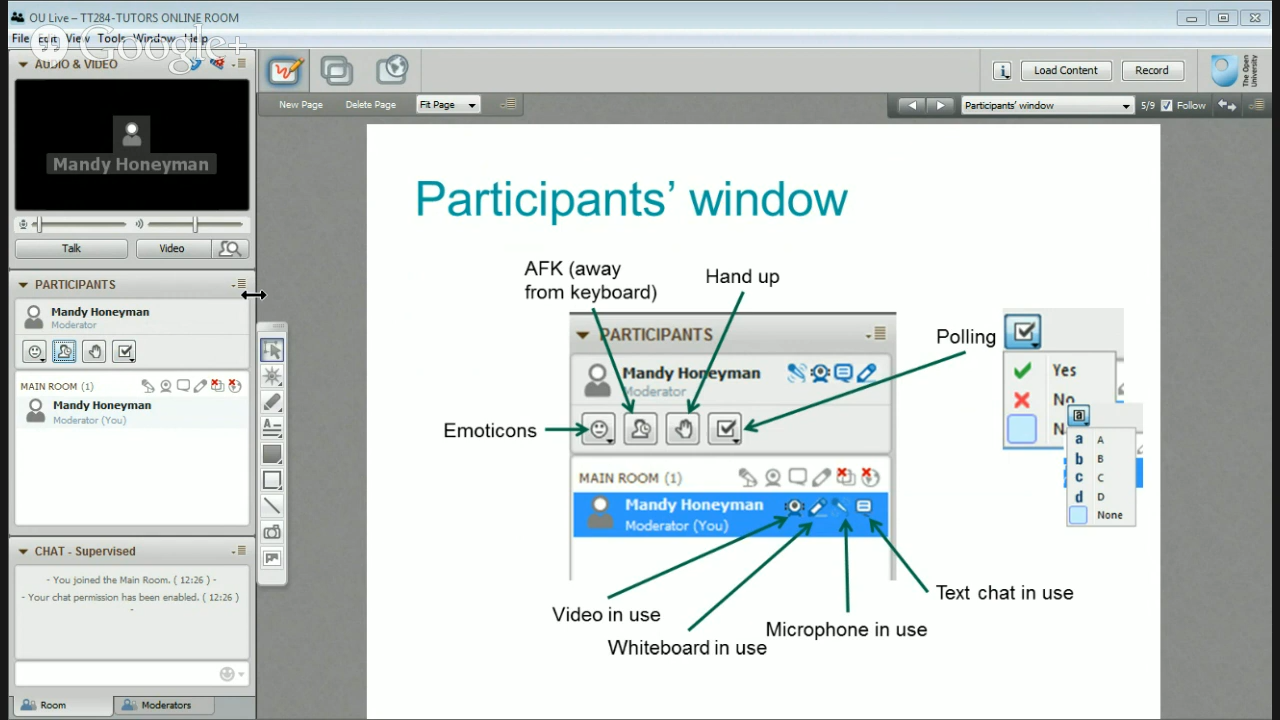 OU Live – TT284-TUTORS ONLINE ROOM
File Edit View Tools Window Help
Google+
AUDIO & VIDEO
Mandy Honeyman
Talk
Video
PARTICIPANTS
Mandy Honeyman
Moderator
MAIN ROOM (1)
Mandy Honeyman
Moderator (You)
CHAT - Supervised
- You joined the Main Room. ( 12:26 ) -
- Your chat permission has been enabled. ( 12:26 )
-
Room
Moderators
Load Content
Record
The Open
University
New Page
Delete Page
Fit Page
Participants' window
5/9
Follow
Participants’ window
AFK (away
from keyboard)
Hand up
Polling
Emoticons
PARTICIPANTS
Mandy Honeyman
Moderator
MAIN ROOM (1)
Mandy Honeyman
Moderator (You)
Yes
No
N
a
a A
b B
c C
d D
None
Video in use
Whiteboard in use
Microphone in use
Text chat in use